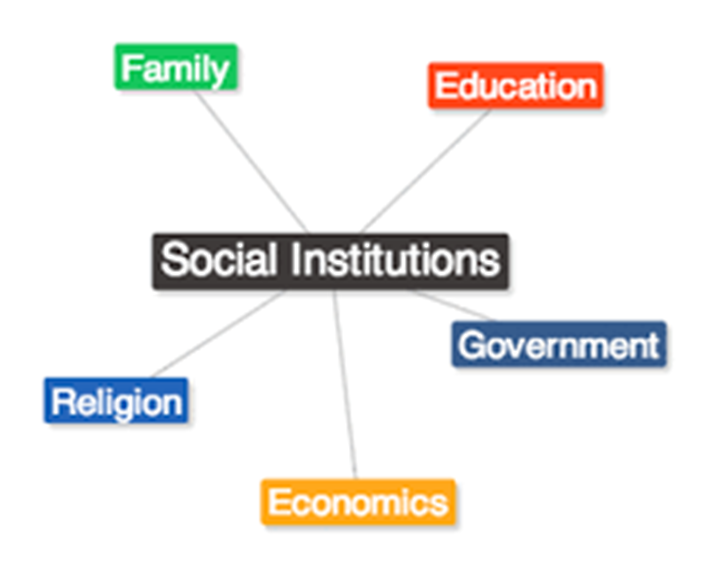 Family
Education
Social Institutions
Government
Religion
Economics